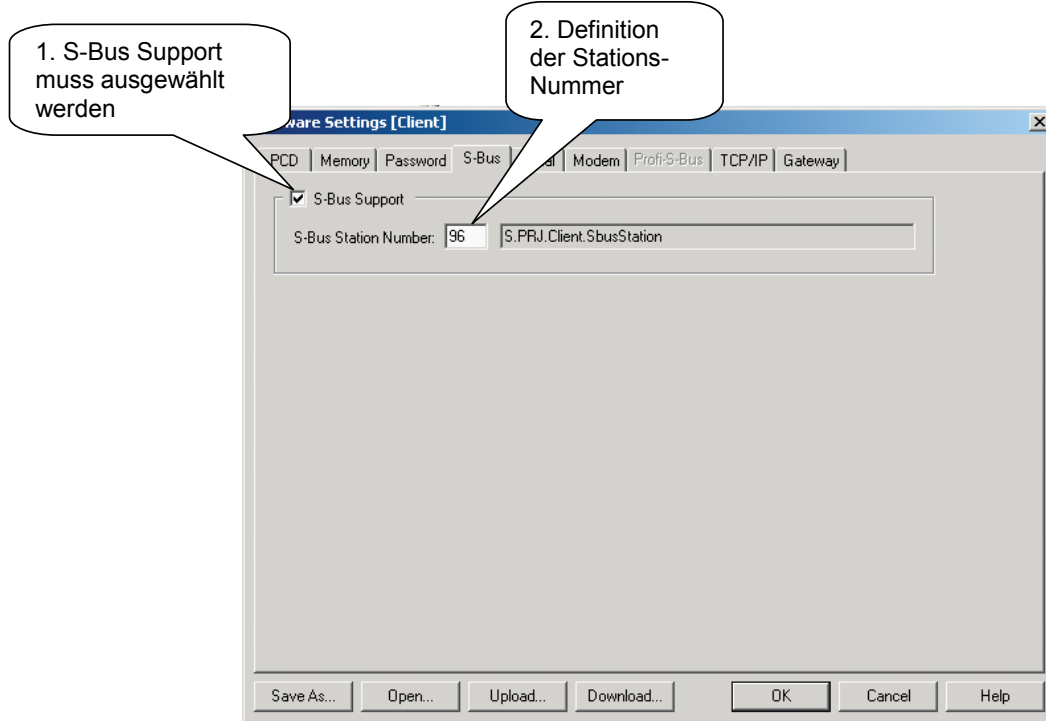 1. S-Bus Support
muss ausgewählt
werden
2. Definition
der Stations-
Nummer
Settings [Client]
PCD Memory Password S-Bus Modem Profi-S-Bus TCP/IP Gateway
S-Bus Support
S-Bus Station Number: 96 S.PRJ.Client.SbusStation
Save As... Open... Upload... Download... OK Cancel Help